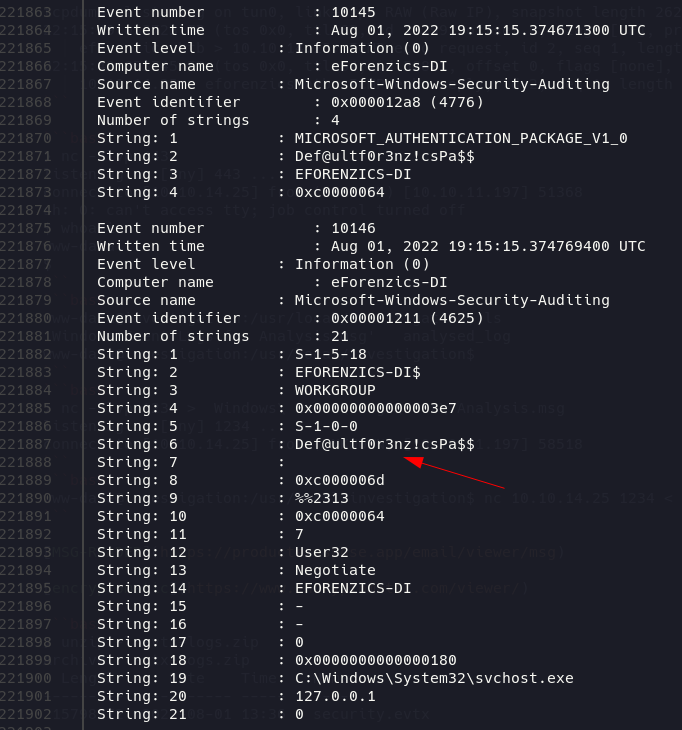 221863 Event number : 10145
221864 Written time : Aug 01, 2022 19:15:15.374671300 UTC
221865 Event level : Information (0)
221866 Computer name : eForenzics-DI
221867 Source name : Microsoft-Windows-Security-Auditing
221868 Event identifier : 0x000012a8 (4776)
221869 Number of strings : 4
221870 String: 1 : MICROSOFT_AUTHENTICATION_PACKAGE_V1_0
221871 String: 2 : Def@ultf0r3nz!csPa$$
221872 String: 3 : EFORENZICS-DI
221873 String: 4 : 0xc0000064
221874
221875 Event number : 10146
221876 Written time : Aug 01, 2022 19:15:15.374769400 UTC
221877 Event level : Information (0)
221878 Computer name : eForenzics-DI
221879 Source name : Microsoft-Windows-Security-Auditing
221880 Event identifier : 0x00001211 (4625)
221881 Number of strings : 21
221882 String: 1 : S-1-5-18
221883 String: 2 : EFORENZICS-DI$
221884 String: 3 : WORKGROUP
221885 String: 4 : 0x00000000000003e7
221886 String: 5 : S-1-0-0
221887 String: 6 : Def@ultf0r3nz!csPa$$
221888 String: 7 :
221889 String: 8 : 0xc000006d
221890 String: 9 : %%2313
221891 String: 10 : 0xc0000064
221892 String: 11 : 7
221893 String: 12 : User32
221894 String: 13 : Negotiate
221895 String: 14 : EFORENZICS-DI
221896 String: 15 : -
221897 String: 16 : -
221898 String: 17 : 0
221899 String: 18 : 0x0000000000000180
221900 String: 19 : C:\Windows\System32\svchost.exe
221901 String: 20 : 127.0.0.1
221902 String: 21 : 0